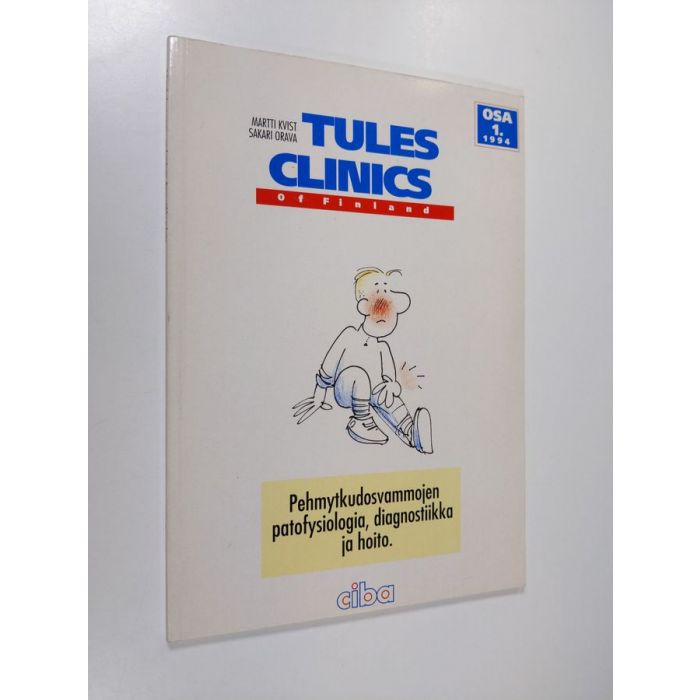 MARTTI KVIST
SAKARI ORAVA
TULES
CLINICS
Of Finland
OSA
1.
1994
Pehmytkudosvammojen
patofysiologia, diagnostiikka
ja hoito.
ciba